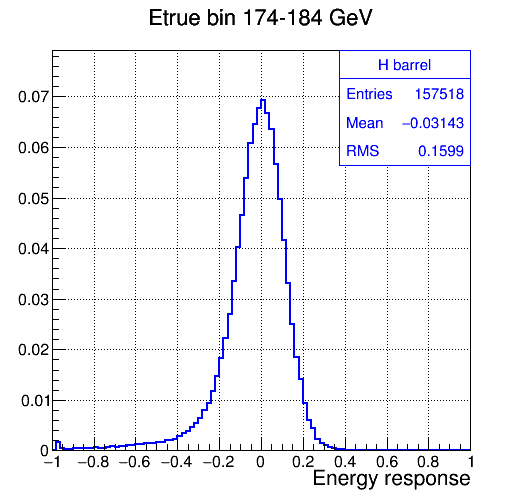 Etrue bin 174-184 GeV
H barrel
Entries 157518
Mean −0.03143
RMS 0.1599
0.07
0.06
0.05
0.04
0.03
0.02
0.01
0
−1 −0.8 −0.6 −0.4 −0.2 0 0.2 0.4 0.6 0.8 1
Energy response